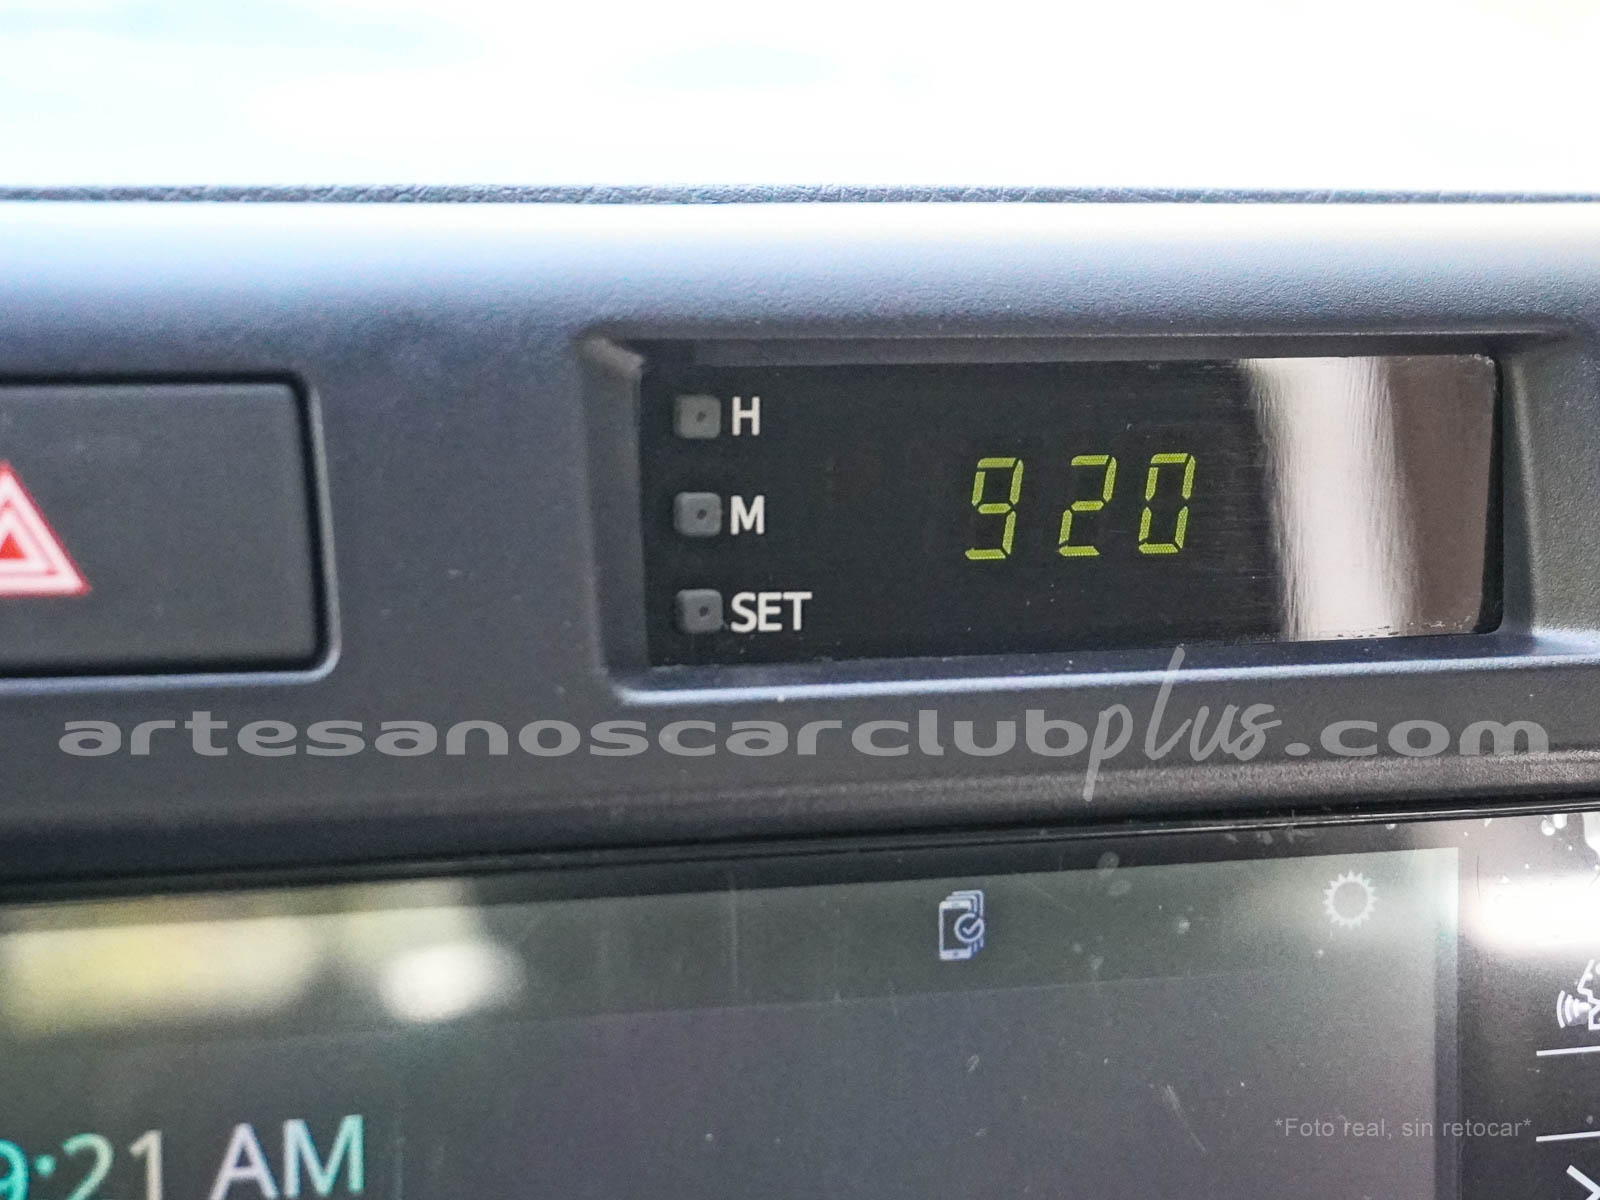 H
M
920
SET
artesanoscarclubplus.com
9:21 AM
*Foto real, sin retocar*